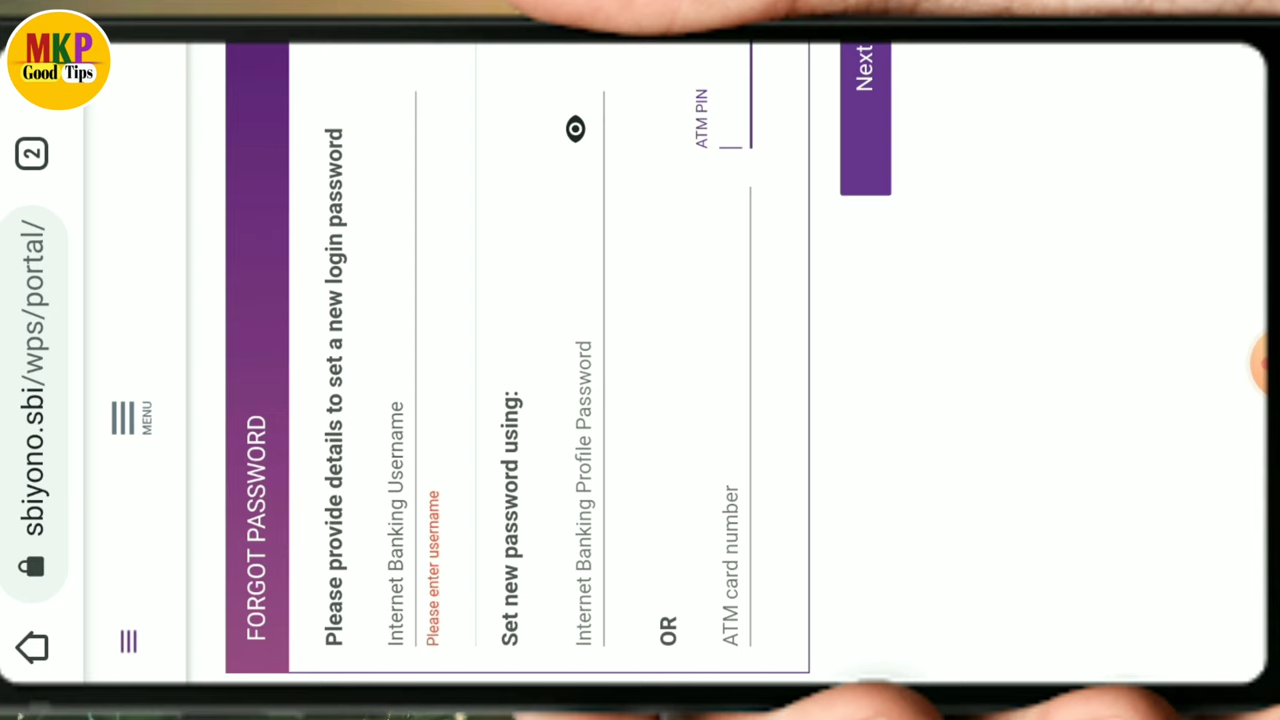 MKP
Good Tips
2
sbiyono.sbi/wps/portal/
MENU
FORGOT PASSWORD
Please provide details to set a new login password
Internet Banking Username
Please enter username
Set new password using:
Internet Banking Profile Password
OR
ATM card number
ATM PIN
Next